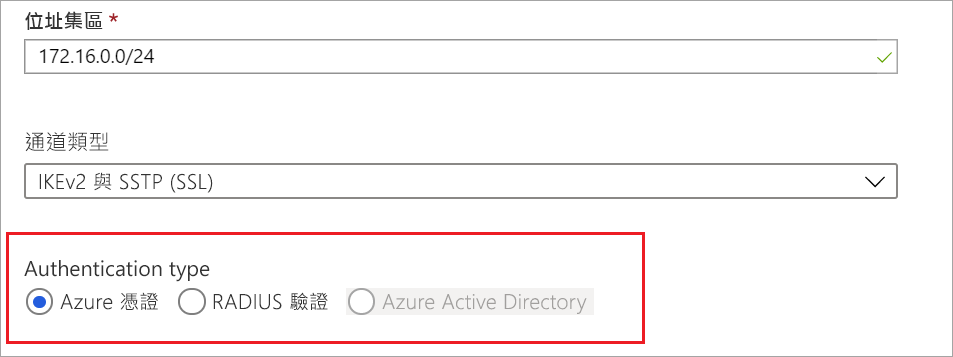 位址集區 *
172.16.0.0/24
通道類型
IKEv2 與 SSTP (SSL)
Authentication type
Azure 憑證 RADIUS 驗證 Azure Active Directory